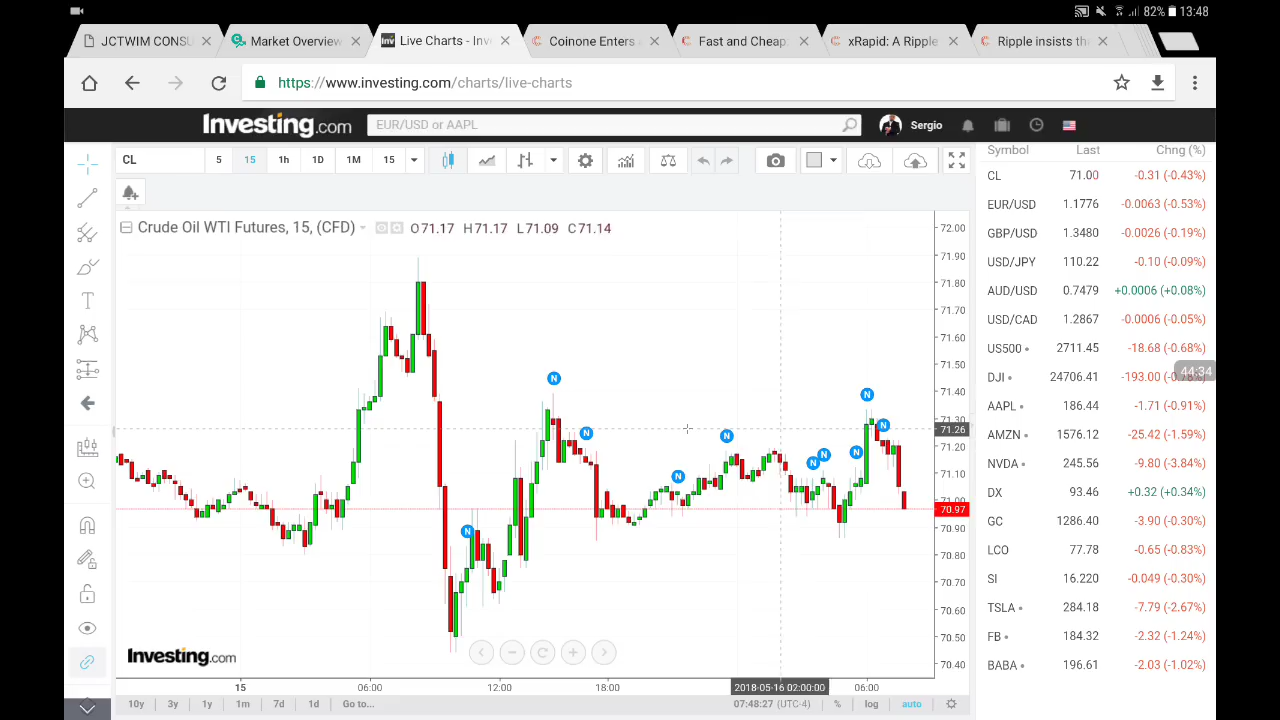 82% 13:48
JCTWIM CONSU
Market Overview
Live Charts - Inve
Coinone Enters a
Fast and Cheap:
xRapid: A Ripple
Ripple insists th
https://www.investing.com/charts/live-charts
Investing.com
EUR/USD or AAPL
Sergio
CL
5
15
1h
1D
1M
15
Symbol Last Chng (%)
CL 71.00 -0.31 (-0.43%)
EUR/USD 1.1776 -0.0063 (-0.53%)
GBP/USD 1.3480 -0.0026 (-0.19%)
USD/JPY 110.22 -0.10 (-0.09%)
AUD/USD 0.7479 +0.0006 (+0.08%)
USD/CAD 1.2867 -0.0006 (-0.05%)
US500 2711.45 -18.68 (-0.68%)
DJI 24706.41 -193.00
44:34
AAPL 186.44 -1.71 (-0.91%)
AMZN 1576.12 -25.42 (-1.59%)
NVDA 245.56 -9.80 (-3.84%)
DX 93.46 +0.32 (+0.34%)
GC 1286.40 -3.90 (-0.30%)
LCO 77.78 -0.65 (-0.83%)
SI 16.220 -0.049 (-0.30%)
TSLA 284.18 -7.79 (-2.67%)
FB 184.32 -2.32 (-1.24%)
BABA 196.61 -2.03 (-1.02%)
Crude Oil WTI Futures, 15, (CFD)
O71.17 H71.17 L71.09 C71.14
72.00
71.90
71.80
71.70
71.60
71.50
71.40
71.30
71.26
71.20
71.10
71.00
70.97
70.90
70.80
70.70
70.60
70.50
70.40
N
N
N
N
N
N
N
N
N
N
T
Investing.com
15
06:00
12:00
18:00
2018-05-16 02:00:00
06:00
10y
3y
1y
1m
7d
1d
Go to...
07:48:27 (UTC-4)
%
log
auto